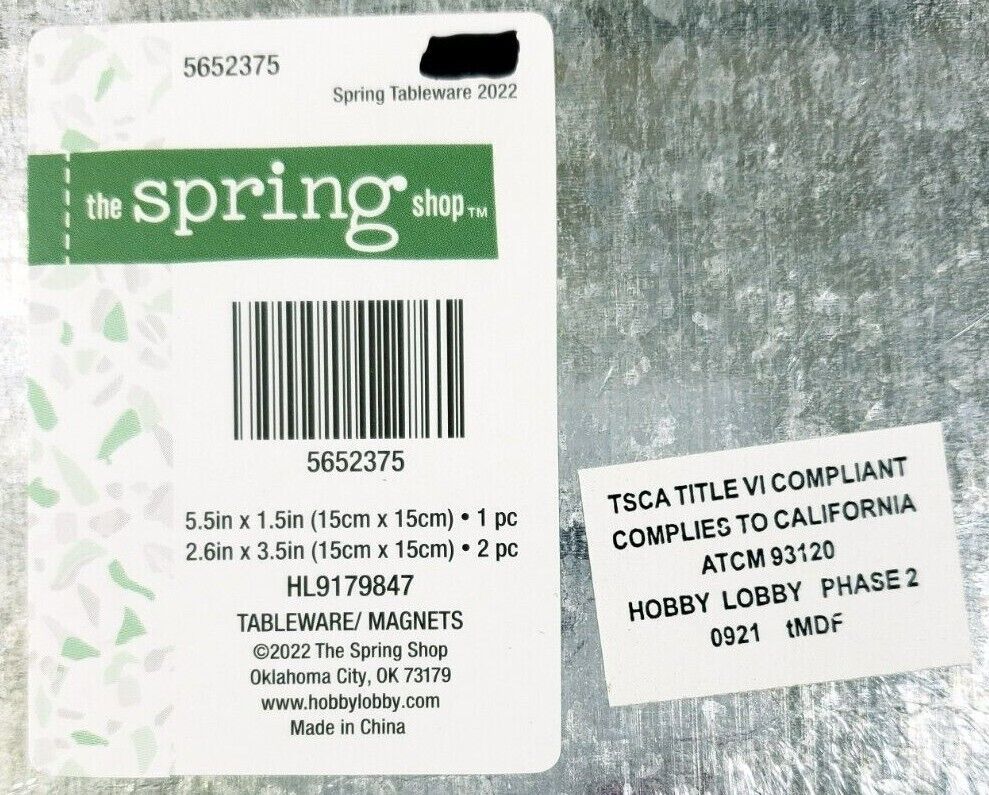 5652375
Spring Tableware 2022
the spring shop™
5652375
5.5in x 1.5in (15cm x 15cm) • 1 pc
2.6in x 3.5in (15cm x 15cm) • 2 pc
HL9179847
TABLEWARE/ MAGNETS
©2022 The Spring Shop
Oklahoma City, OK 73179
www.hobbylobby.com
Made in China
TSCA TITLE VI COMPLIANT
COMPLIES TO CALIFORNIA
ATCM 93120
HOBBY LOBBY PHASE 2
0921 tMDF